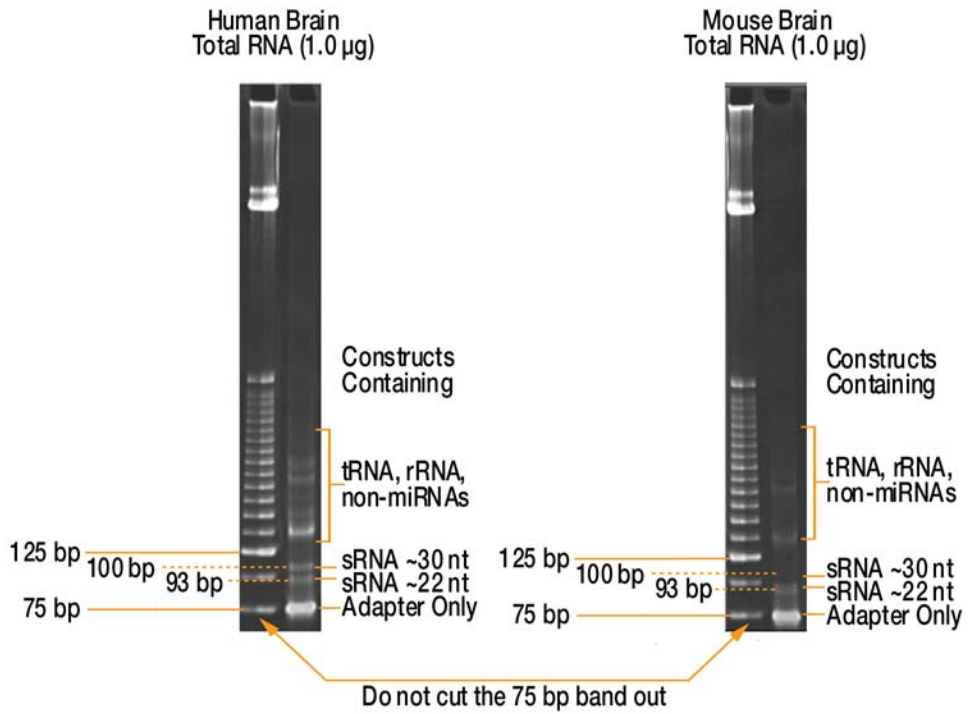 Human Brain
Total RNA (1.0 µg)
Mouse Brain
Total RNA (1.0 µg)
Constructs
Containing
tRNA, rRNA,
non-miRNAs
125 bp
100 bp
93 bp
75 bp
sRNA ~30 nt
sRNA ~22 nt
Adapter Only
Constructs
Containing
tRNA, rRNA,
non-miRNAs
125 bp
100 bp
93 bp
75 bp
sRNA ~30 nt
sRNA ~22 nt
Adapter Only
Do not cut the 75 bp band out